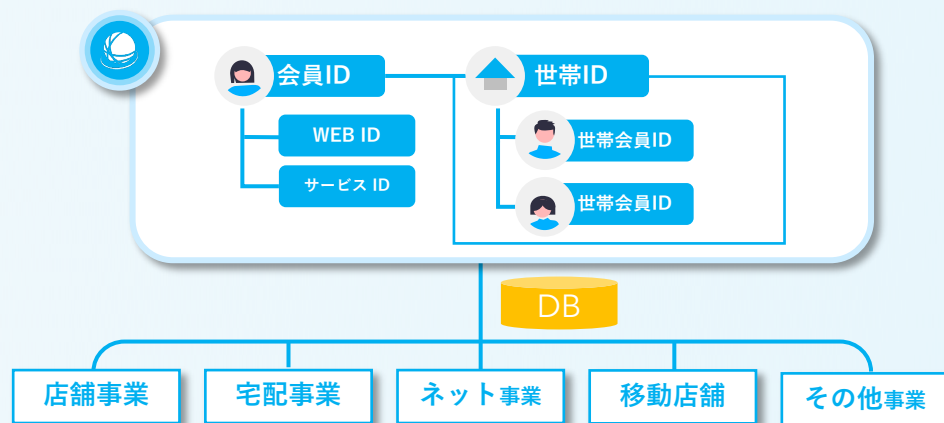 会員ID
世帯ID
WEB ID
世帯会員ID
サービス ID
世帯会員ID
DB
店舗事業
宅配事業
ネット事業
移動店舗
その他事業